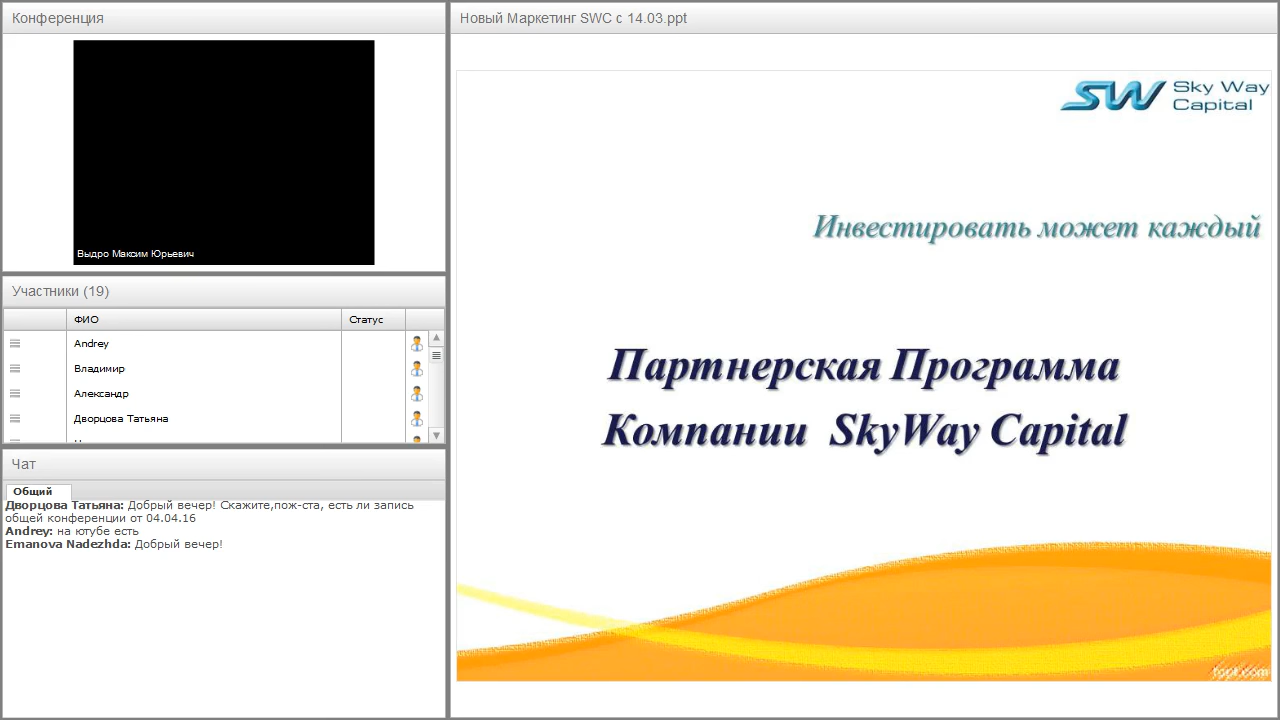 Конференция
Выдро Максим Юрьевич
Участники (19)
ФИО
Статус
Andrey
Владимир
Александр
Дворцова Татьяна
Чат
Общий
Дворцова Татьяна: Добрый вечер! Скажите,пож-ста, есть ли запись
общей конференции от 04.04.16
Andrey: на ютубе есть
Emanova Nadezhda: Добрый вечер!
Новый Маркетинг SWC с 14.03.ppt
SW Sky Way
Capital
Инвестировать может каждый
Партнерская Программа
Компании SkyWay Capital
fppt.com